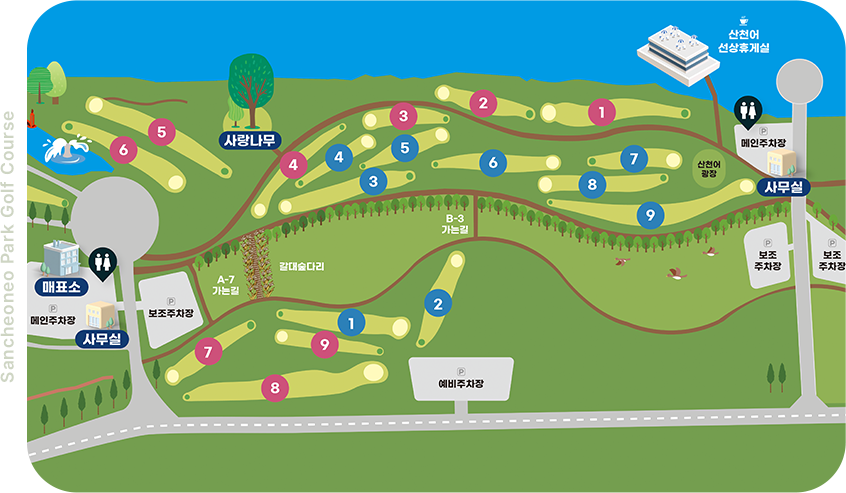 Sancheoneo Park Golf Course
산천어
선상휴게실
2
1
3
5
6
4
사랑나무
4
5
3
6
7
8
9
산천어
광장
P
메인주차장
사무실
B-3
가는길
갈대숲다리
A-7
가는길
매표소
P
메인주차장
사무실
P
보조주차장
보조
주차장
보조
주차장
1
2
9
7
8
P
예비주차장